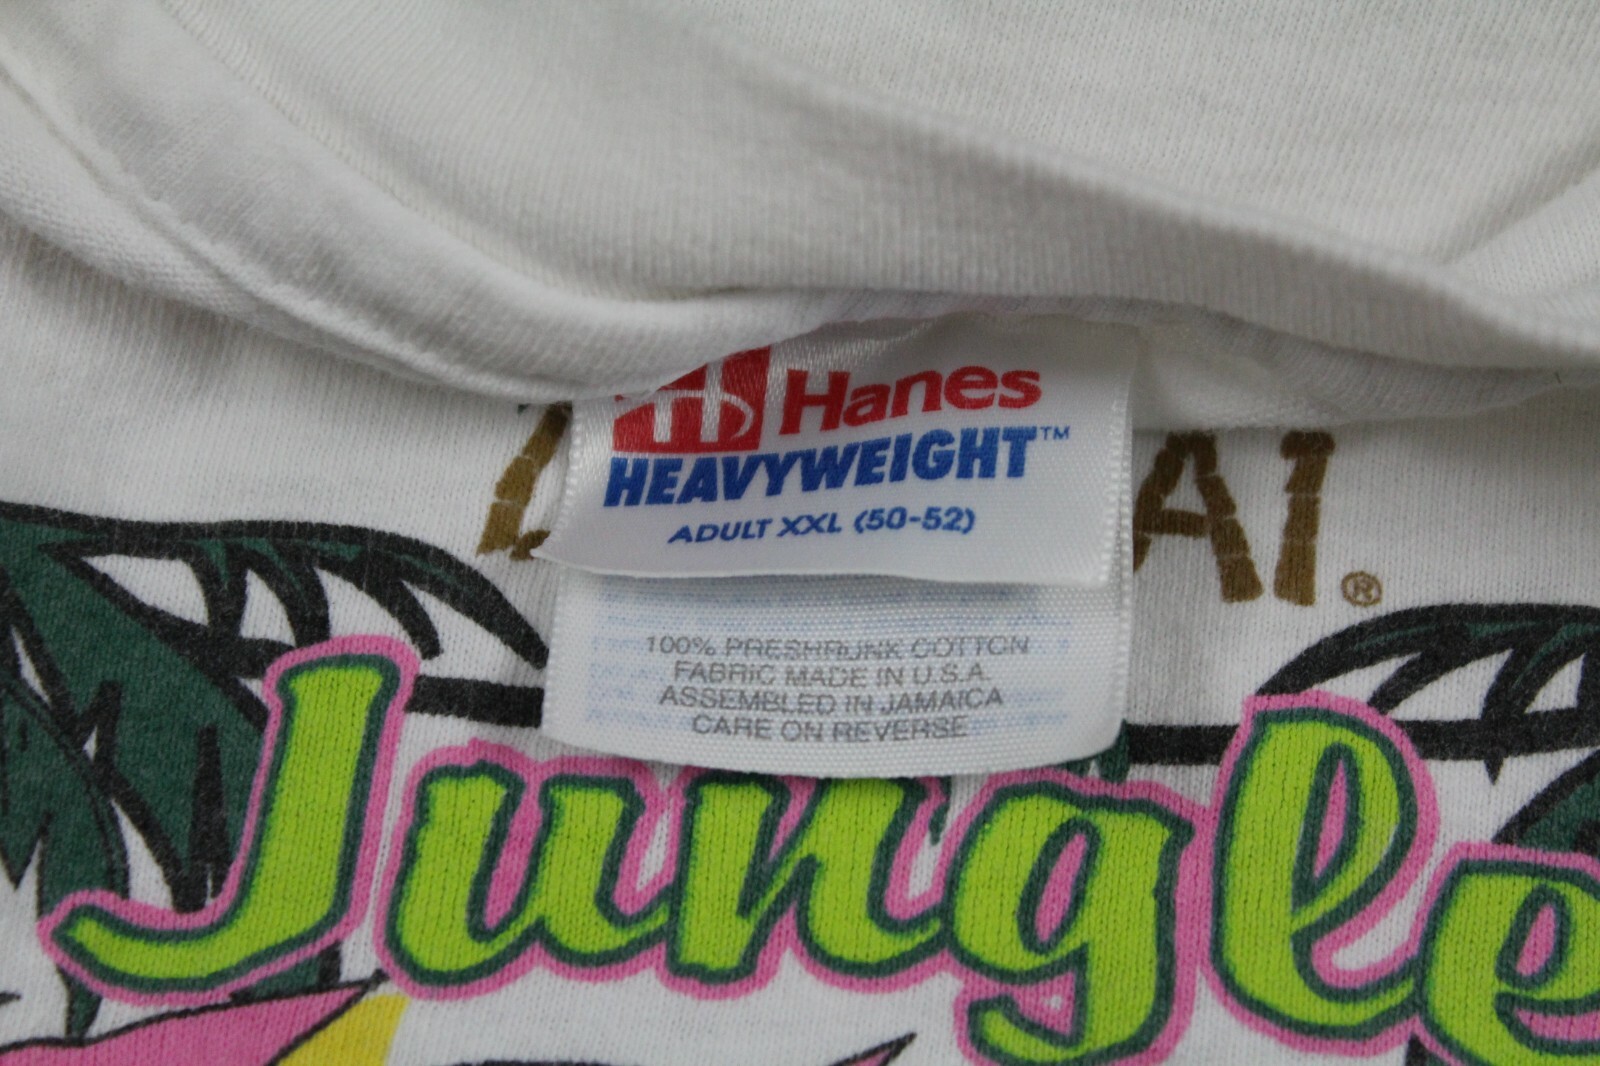 Hanes
HEAVYWEIGHT™
ADULT XXL (50-52)
AI®
100% PRESHRUNK COTTON
FABRIC MADE IN U.S.A.
ASSEMBLED IN JAMAICA
CARE ON REVERSE
Jungle